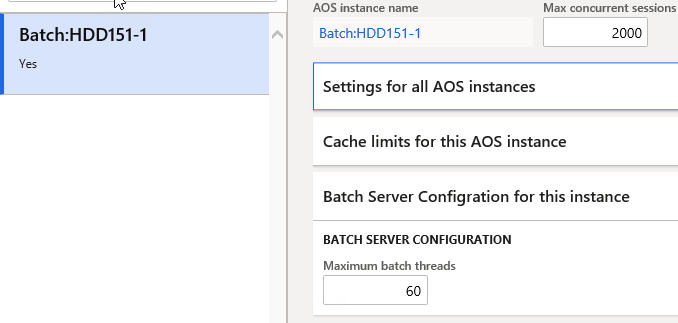 Batch:HDD151-1
Yes
AOS instance name
Max concurrent sessions
Batch:HDD151-1
2000
Settings for all AOS instances
Cache limits for this AOS instance
Batch Server Configration for this instance
BATCH SERVER CONFIGURATION
Maximum batch threads
60